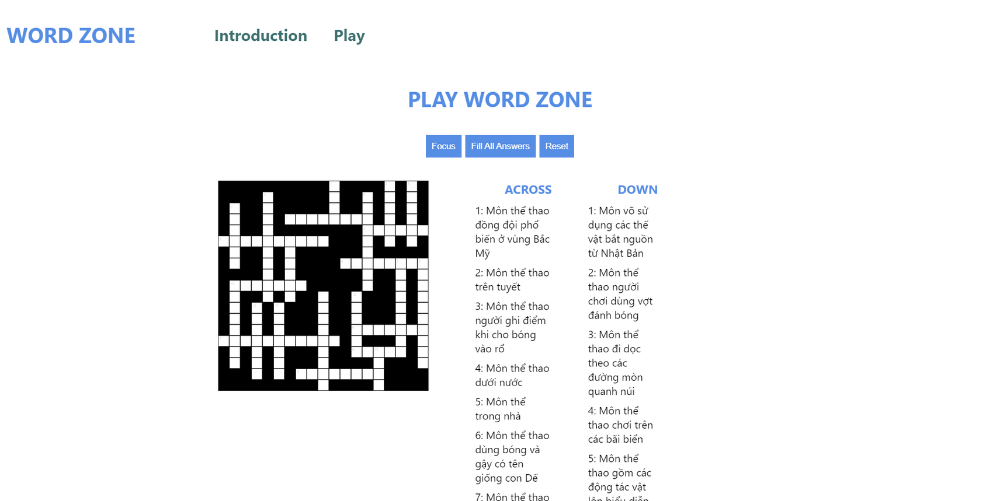 WORD ZONE
Introduction
Play
PLAY WORD ZONE
Focus
Fill All Answers
Reset
ACROSS
1: Môn thể thao
đồng đội phổ
biến ở vùng Bắc
Mỹ
2: Môn thể thao
trên tuyết
3: Môn thể thao
người ghi điểm
khi cho bóng
vào rổ
4: Môn thể thao
dưới nước
5: Môn thể
trong nhà
6: Môn thể thao
dùng bóng và
gậy có tên
giống con Dế
7: Môn thể thao
DOWN
1: Môn võ sử
dụng các thế
vật bắt nguồn
từ Nhật Bản
2: Môn thể
thao người
chơi dùng vợt
đánh bóng
3: Môn thể
thao đi dọc
theo các
đường mòn
quanh núi
4: Môn thể
thao chơi trên
các bãi biển
5: Môn thể
thao gồm các
động tác vật
lộn biểu diễn